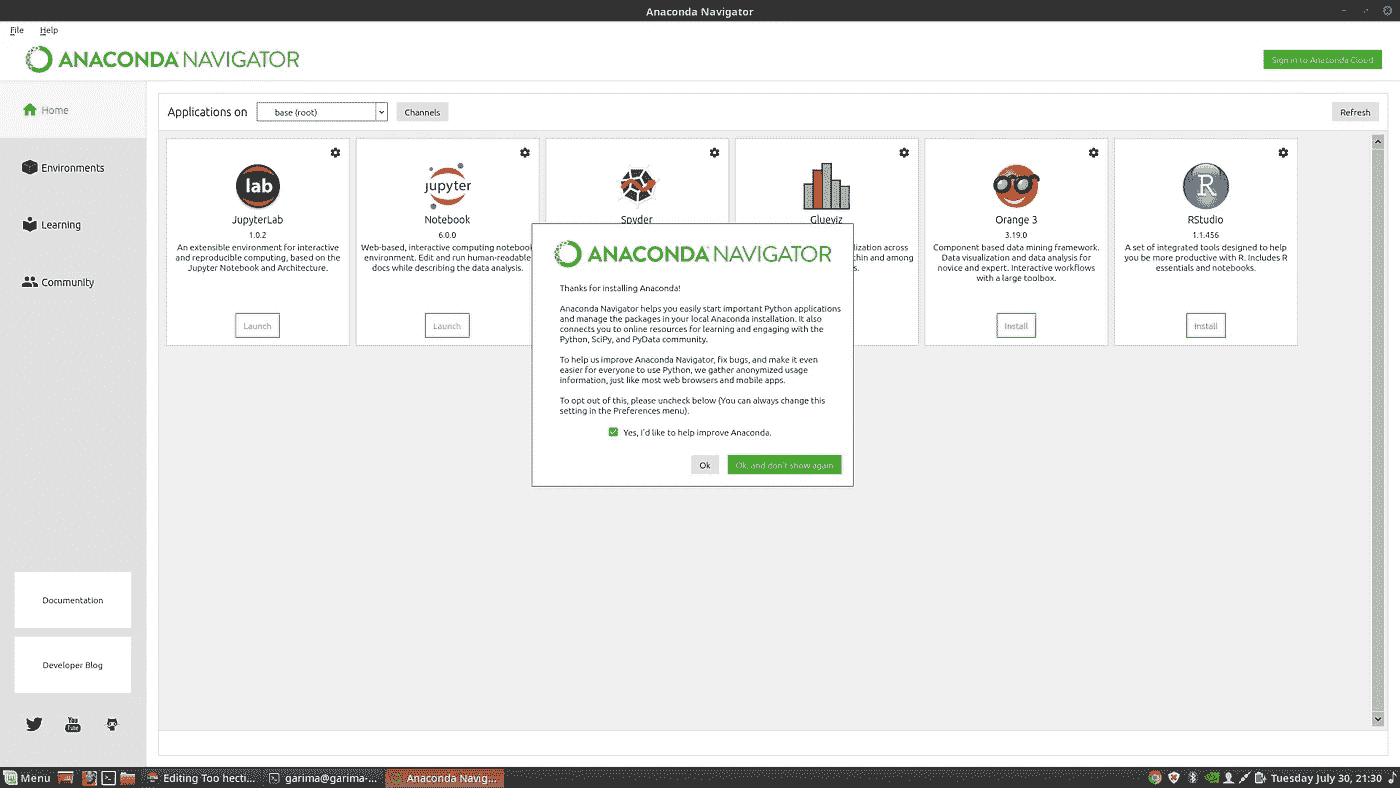 Anaconda Navigator
File Help
ANACONDA NAVIGATOR
Sign in to Anaconda Cloud
Home
Environments
Learning
Community
Documentation
Developer Blog
Applications on base (root) Channels
Refresh
lab
JupyterLab
1.0.2
An extensible environment for interactive
and reproducible computing, based on the
Jupyter Notebook and Architecture.
Launch
jupyter
Notebook
6.0.0
Web-based, interactive computing notebook
environment. Edit and run human-readable
docs while describing the data analysis.
Launch
Spyder
Glueviz
Orange 3
3.19.0
Component based data mining framework.
Data visualization and data analysis for
novice and expert. Interactive workflows
with a large toolbox.
Install
R
RStudio
1.1.456
A set of integrated tools designed to help
you be more productive with R. Includes R
essentials and notebooks.
Install
ANACONDA NAVIGATOR
Thanks for installing Anaconda!
Anaconda Navigator helps you easily start important Python applications
and manage the packages in your local Anaconda installation. It also
connects you to online resources for learning and engaging with the
Python, SciPy, and PyData community.
To help us improve Anaconda Navigator, fix bugs, and make it even
easier for everyone to use Python, we gather anonymized usage
information, just like most web browsers and mobile apps.
To opt out of this, please uncheck below (You can always change this
setting in the Preferences menu).
Yes, I'd like to help improve Anaconda.
Ok
Ok, and don't show again
You Tube
Menu
Editing Too hecti...
garima@garima-...
Anaconda Navig...
Tuesday July 30, 21:30